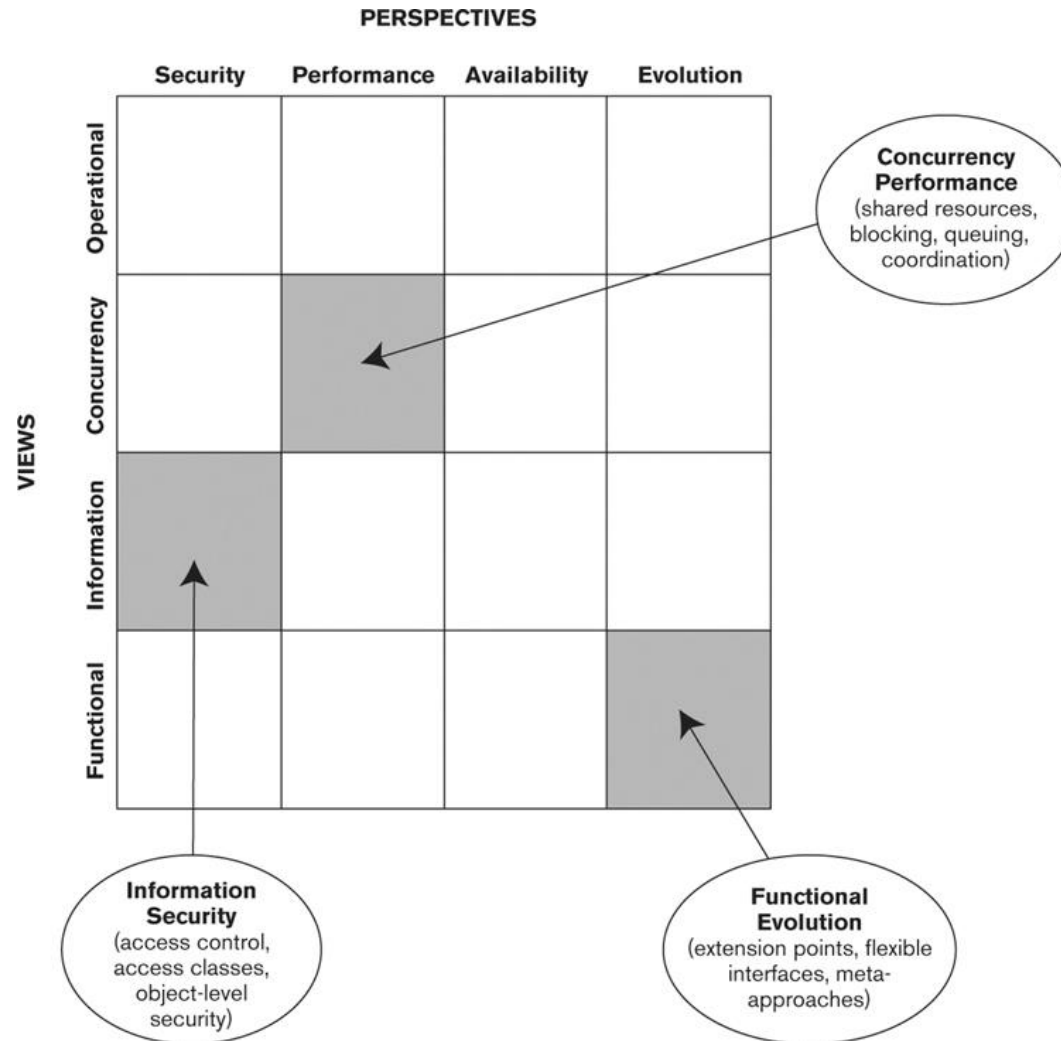 PERSPECTIVES
Security Performance Availability Evolution
VIEWS
Operational
Concurrency
Information
Functional
Concurrency
Performance
(shared resources,
blocking, queuing,
coordination)
Information
Security
(access control,
access classes,
object-level
security)
Functional
Evolution
(extension points, flexible
interfaces, meta-
approaches)